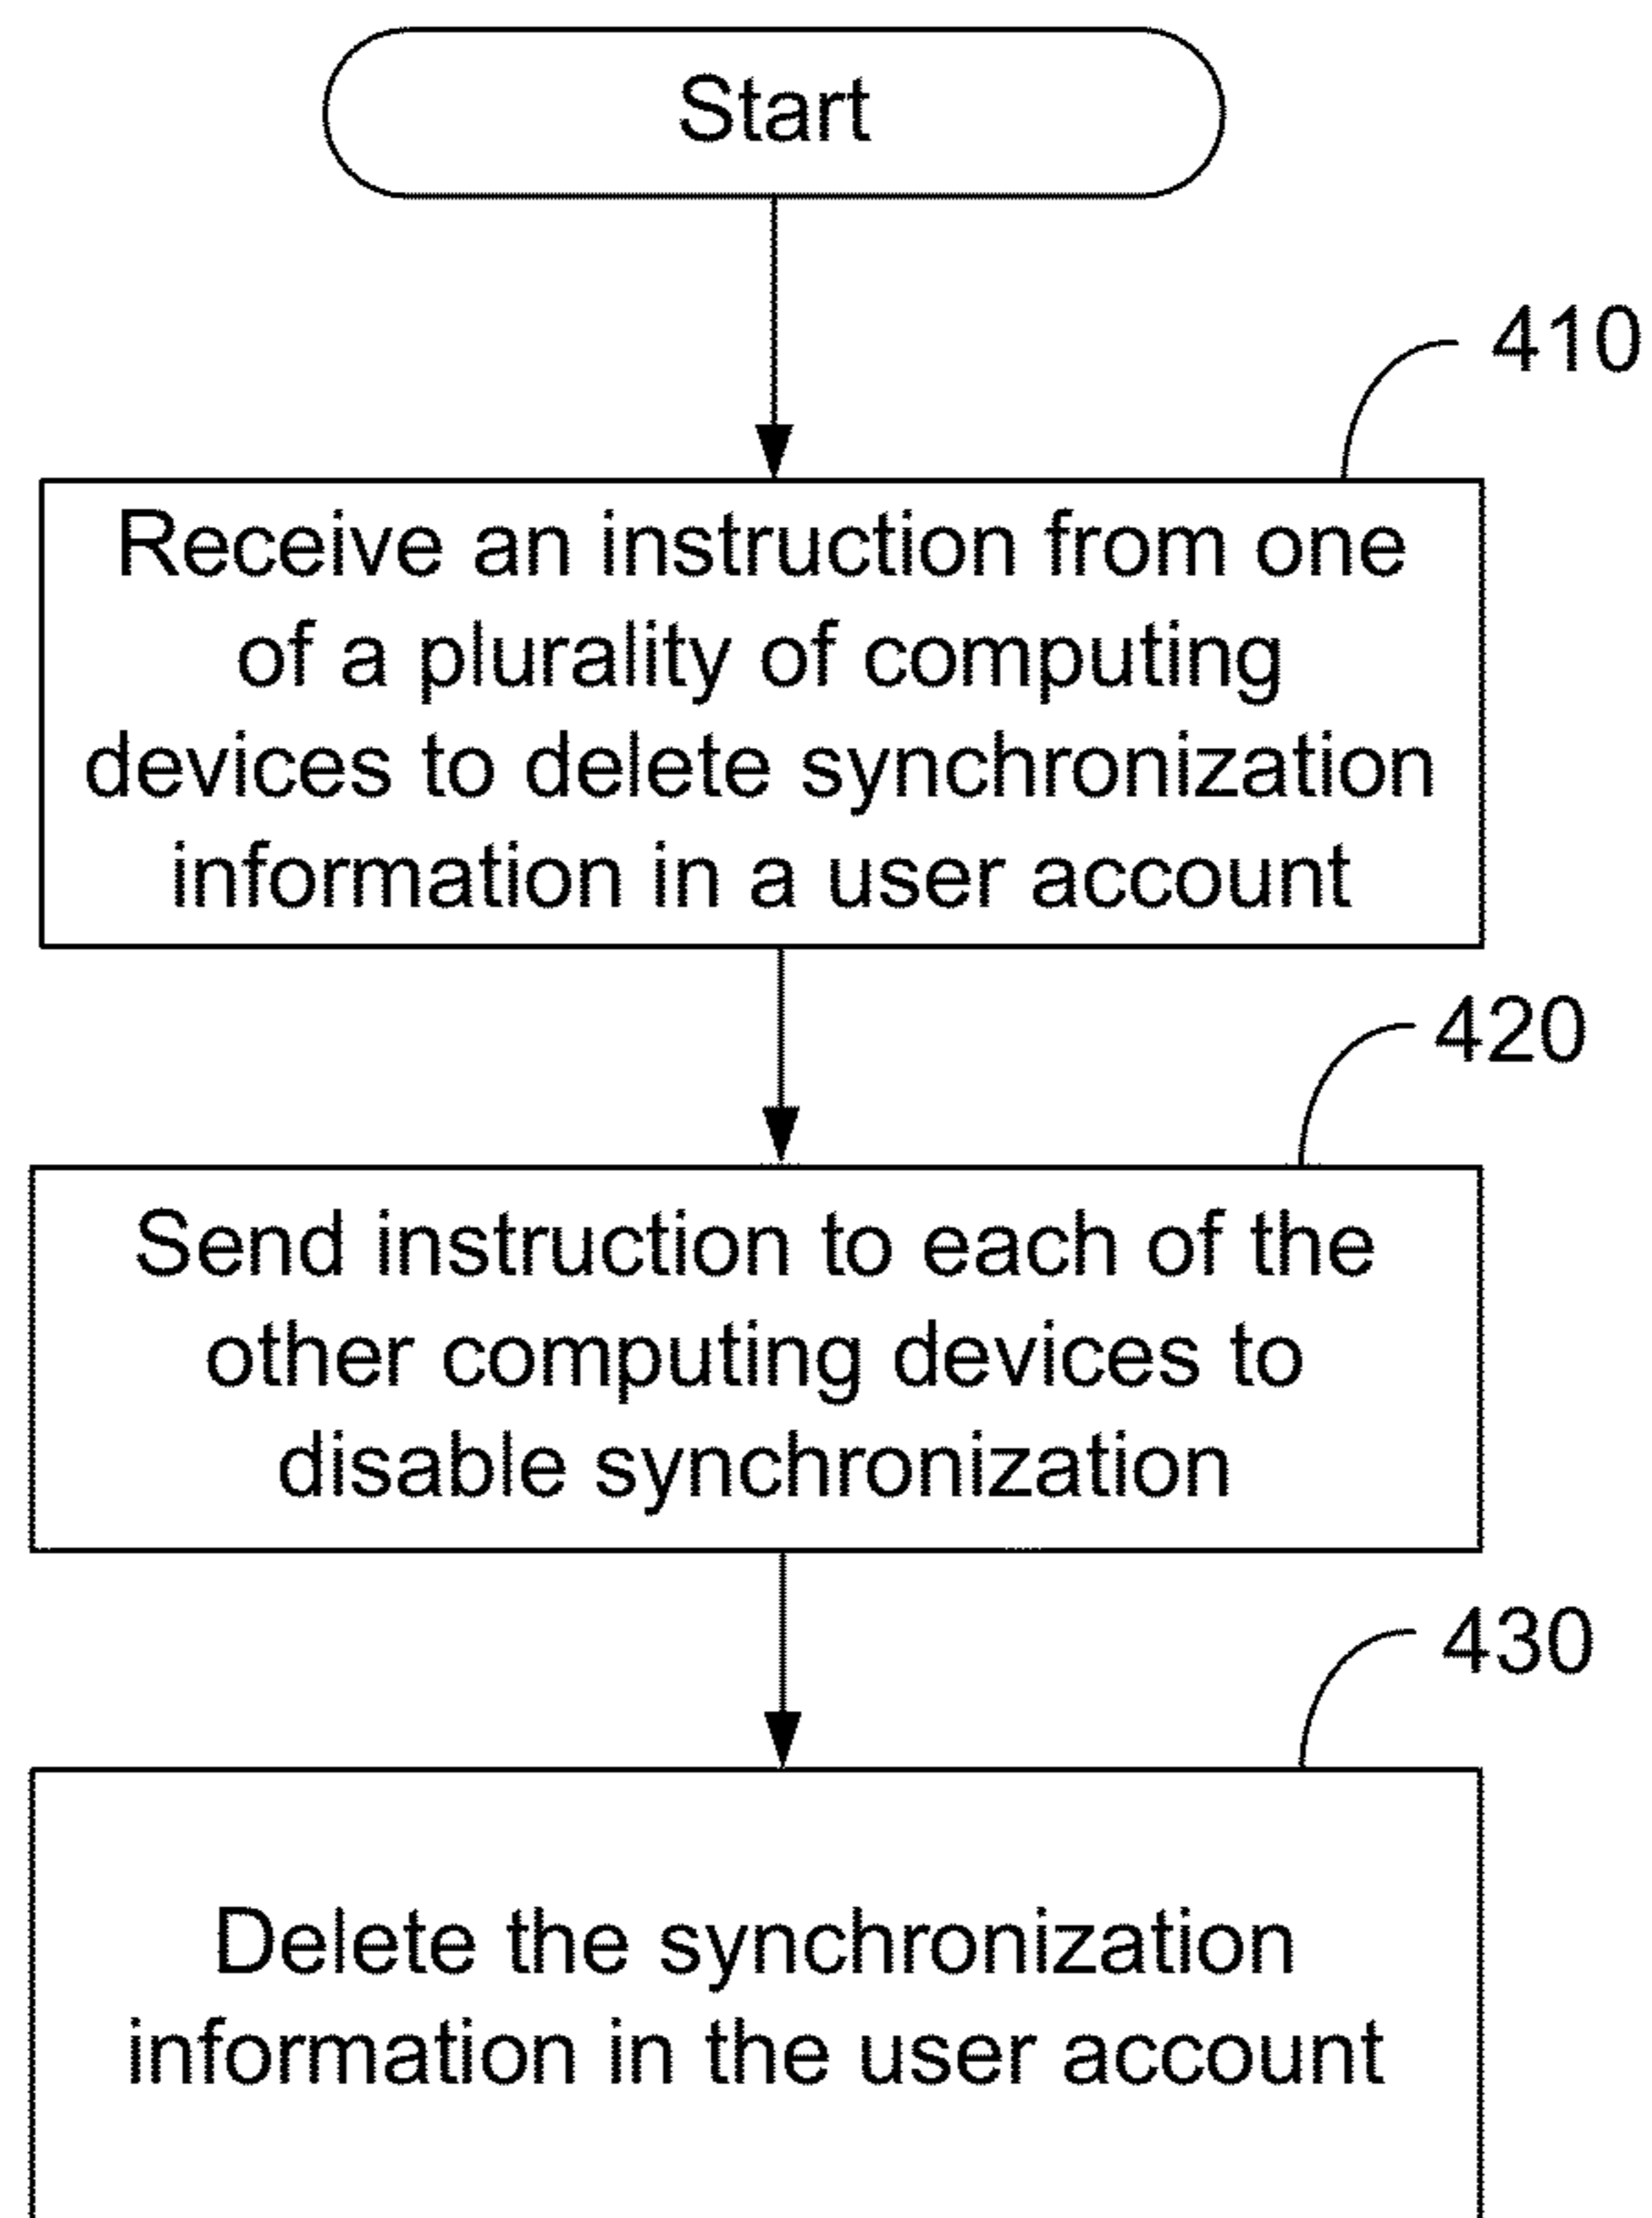 Start
410
Receive an instruction from one
of a plurality of computing
devices to delete synchronization
information in a user account
420
Send instruction to each of the
other computing devices to
disable synchronization
430
Delete the synchronization
information in the user account